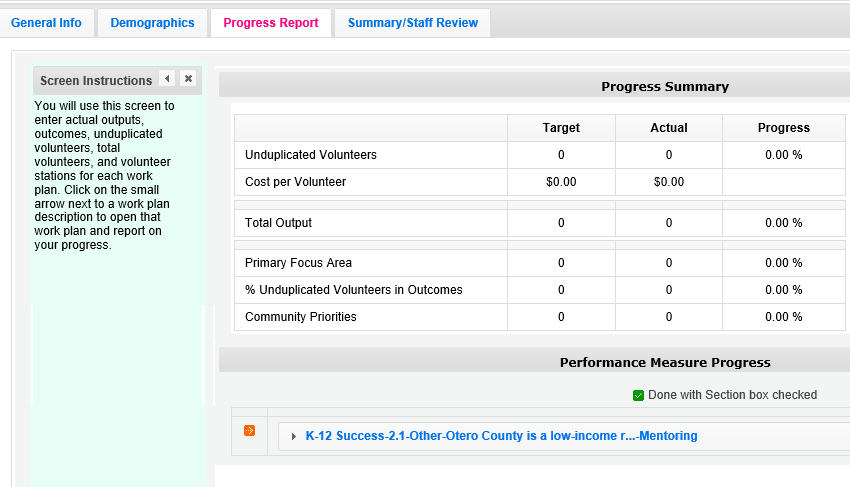 General Info Demographics Progress Report Summary/Staff Review
Screen Instructions
You will use this screen to
enter actual outputs,
outcomes, unduplicated
volunteers, total
volunteers, and volunteer
stations for each work
plan. Click on the small
arrow next to a work plan
description to open that
work plan and report on
your progress.
Progress Summary
Target Actual Progress
Unduplicated Volunteers 0 0 0.00 %
Cost per Volunteer $0.00 $0.00
Total Output 0 0 0.00 %
Primary Focus Area 0 0 0.00 %
% Unduplicated Volunteers in Outcomes 0 0 0.00 %
Community Priorities 0 0 0.00 %
Performance Measure Progress
Done with Section box checked
K-12 Success-2.1-Other-Otero County is a low-income r...-Mentoring